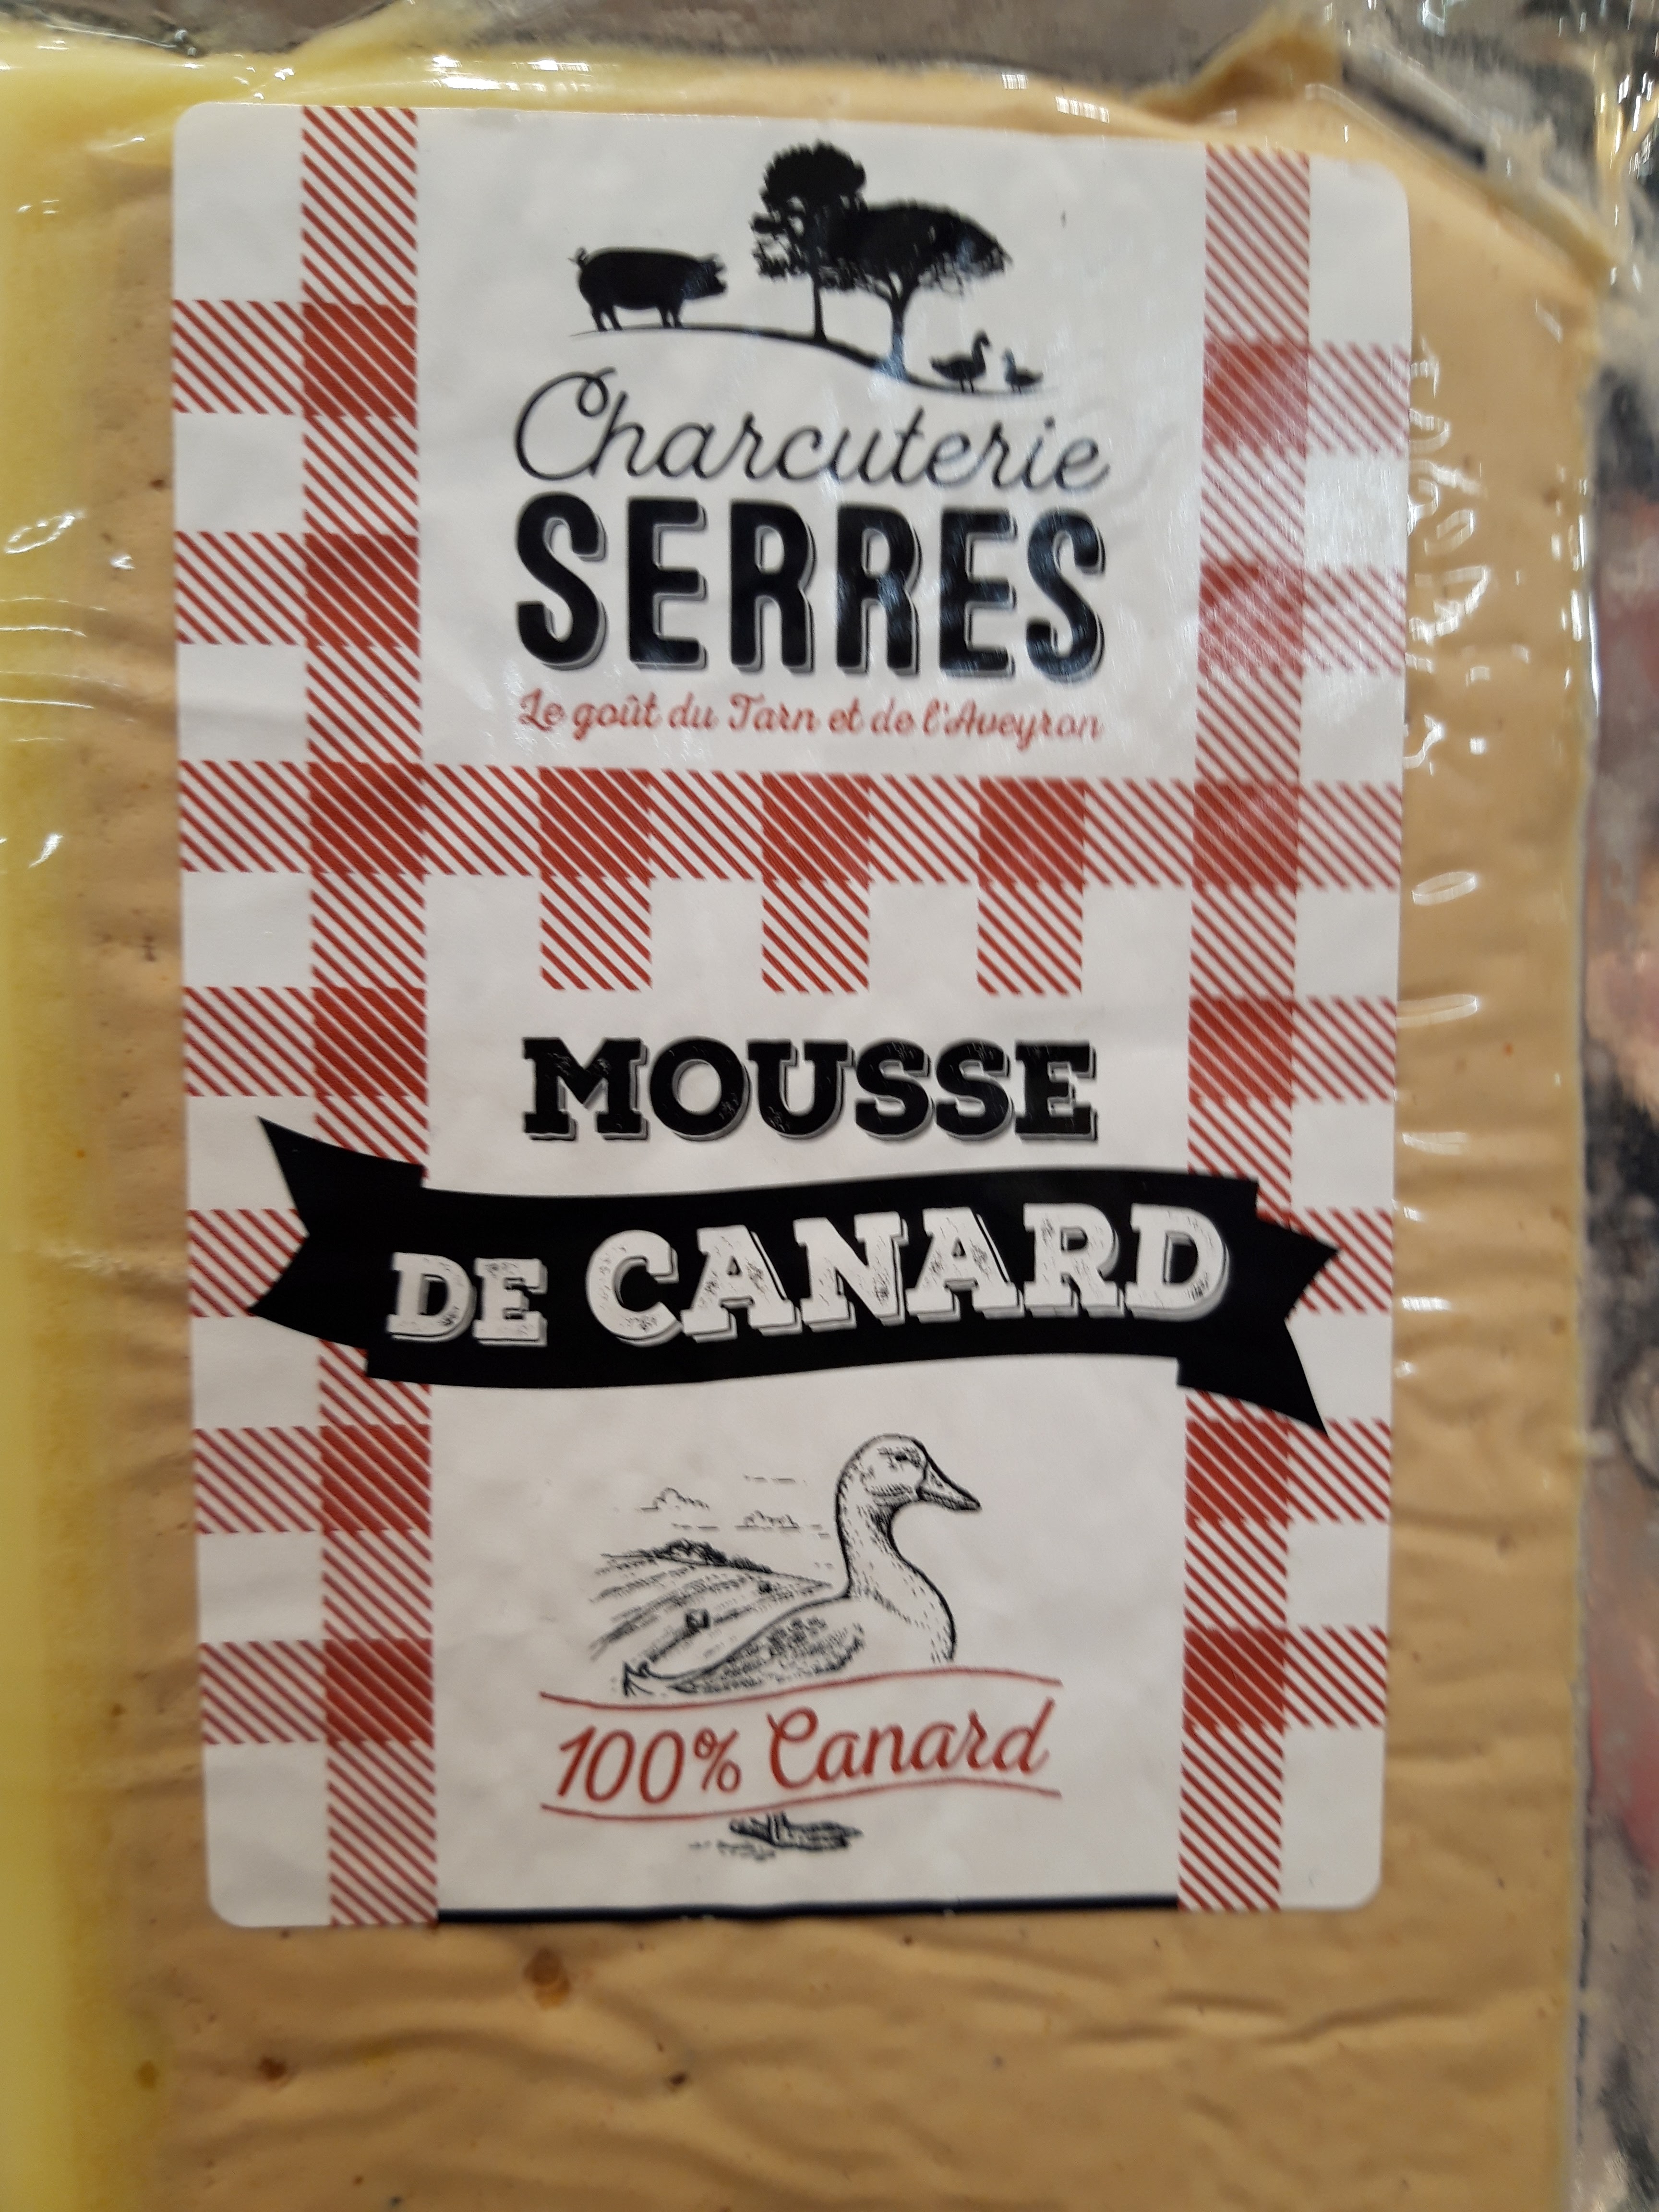 Charcuterie
SERRES
Le goût du Tarn et de l'Aveyron
MOUSSE
DE CANARD
100% Canard